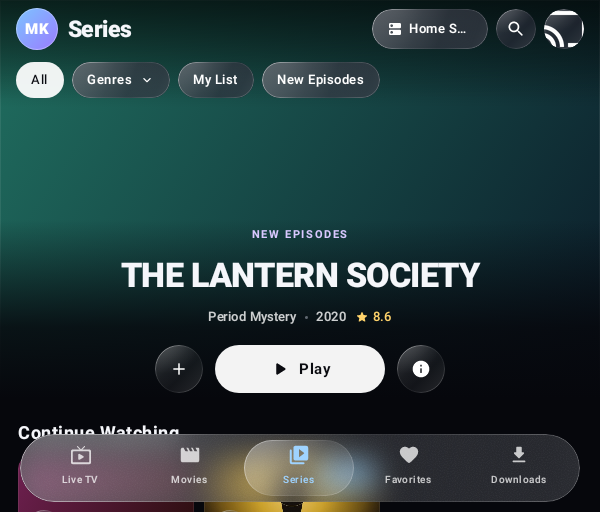 MK Series Home S...
All Genres My List New Episodes
NEW EPISODES
THE LANTERN SOCIETY
Period Mystery • 2020 ★ 8.6
Play
Continue Watching
Live TV Movies Series Favorites Downloads